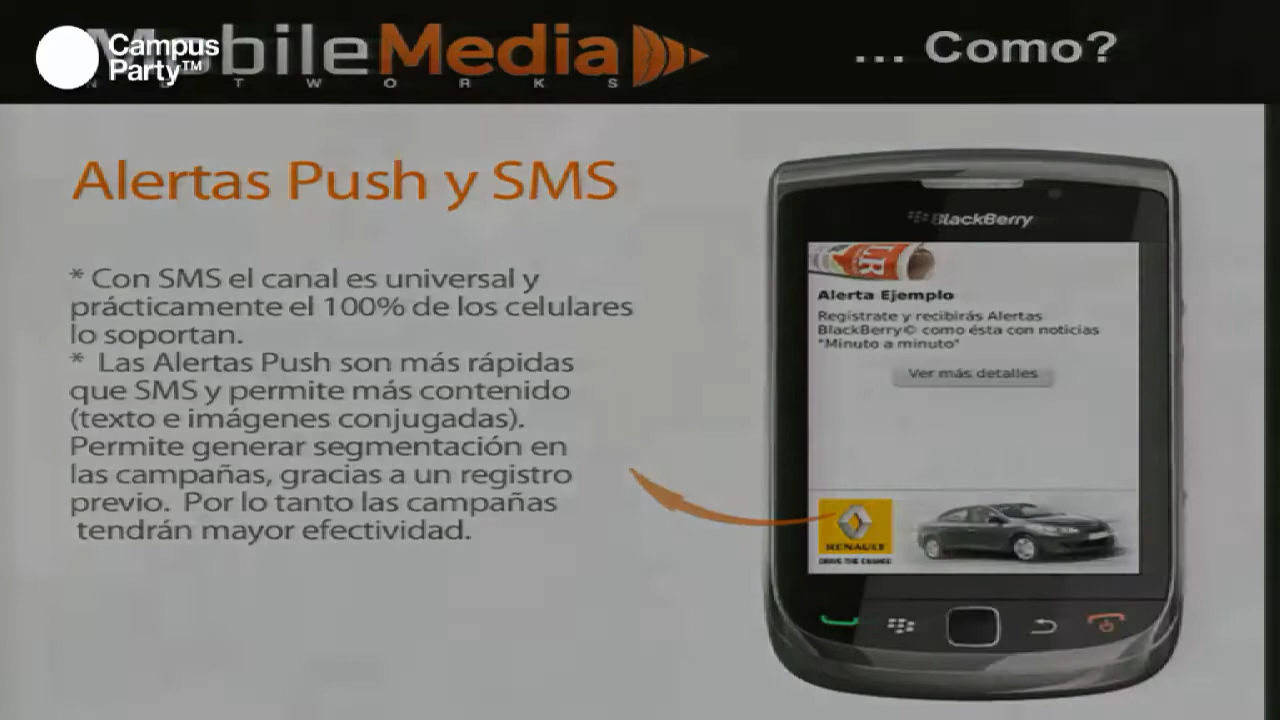 Campus
Party™
MobileMedia
NETWORKS
... Como?
Alertas Push y SMS
* Con SMS el canal es universal y
prácticamente el 100% de los celulares
lo soportan.
* Las Alertas Push son más rápidas
que SMS y permite más contenido
(texto e imágenes conjugadas).
Permite generar segmentación en
las campañas, gracias a un registro
previo. Por lo tanto las campañas
tendrán mayor efectividad.
BlackBerry
LR
Alerta Ejemplo
Regístrate y recibirás Alertas
BlackBerry© como ésta con noticias
"Minuto a minuto"
Ver más detalles
RENAULT
DRIVE THE CHANGE